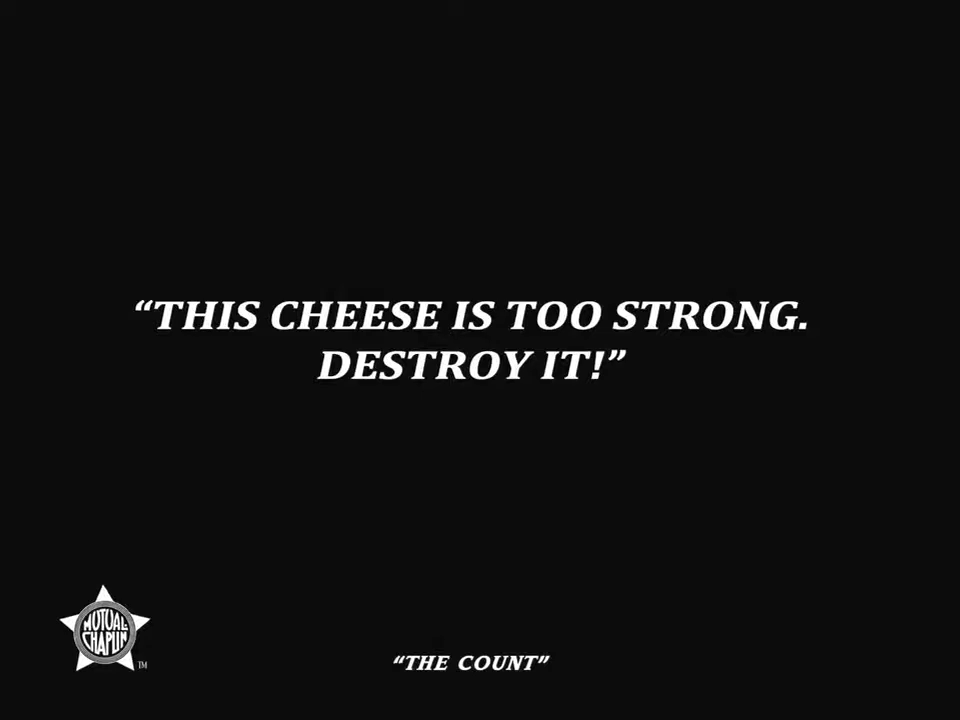 “THIS CHEESE IS TOO STRONG.
DESTROY IT!”
MUTUAL
CHAPLIN
TM
“THE COUNT”